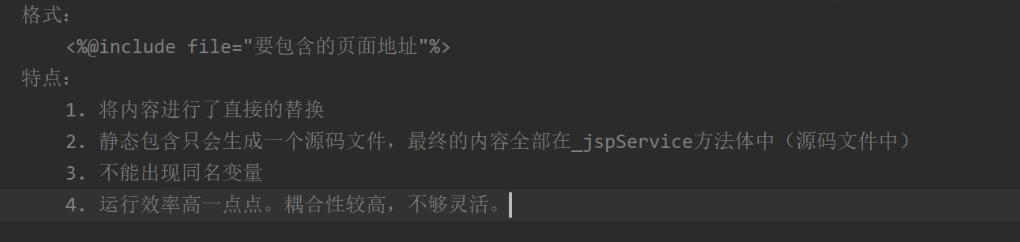 格式：
<%@include file="要包含的页面地址"%>
特点：
1. 将内容进行了直接的替换
2. 静态包含只会生成一个源码文件，最终的内容全部在_jspService方法体中（源码文件中）
3. 不能出现同名变量
4. 运行效率高一点点。耦合性较高，不够灵活。